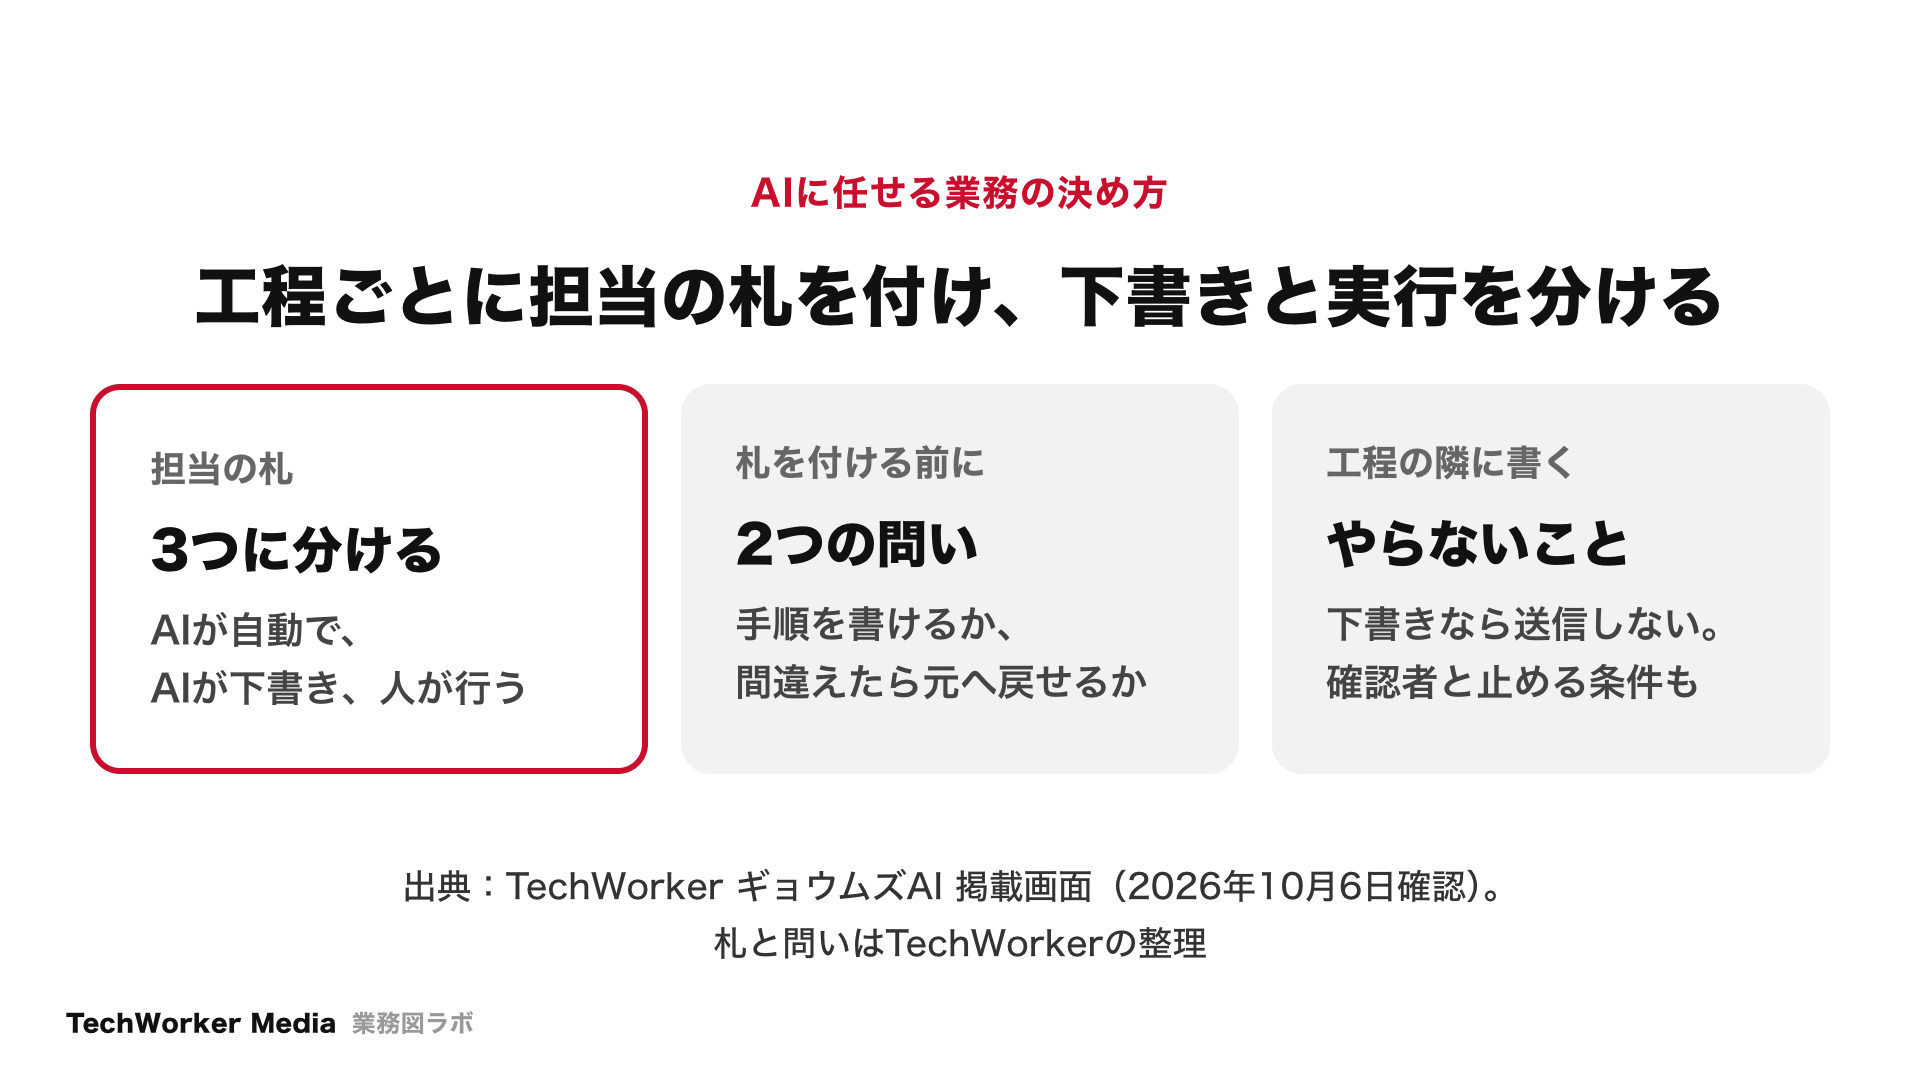 AIに任せる業務の決め方
工程ごとに担当の札を付け、下書きと実行を分ける
担当の札
3つに分ける
AIが自動で、
AIが下書き、人が行う
札を付ける前に
2つの問い
手順を書けるか、
間違えたら元へ戻せるか
工程の隣に書く
やらないこと
下書きなら送信しない。
確認者と止める条件も
出典：TechWorker ギョウムズAI 掲載画面（2026年10月6日確認）。
札と問いはTechWorkerの整理
TechWorker Media 業務図ラボ